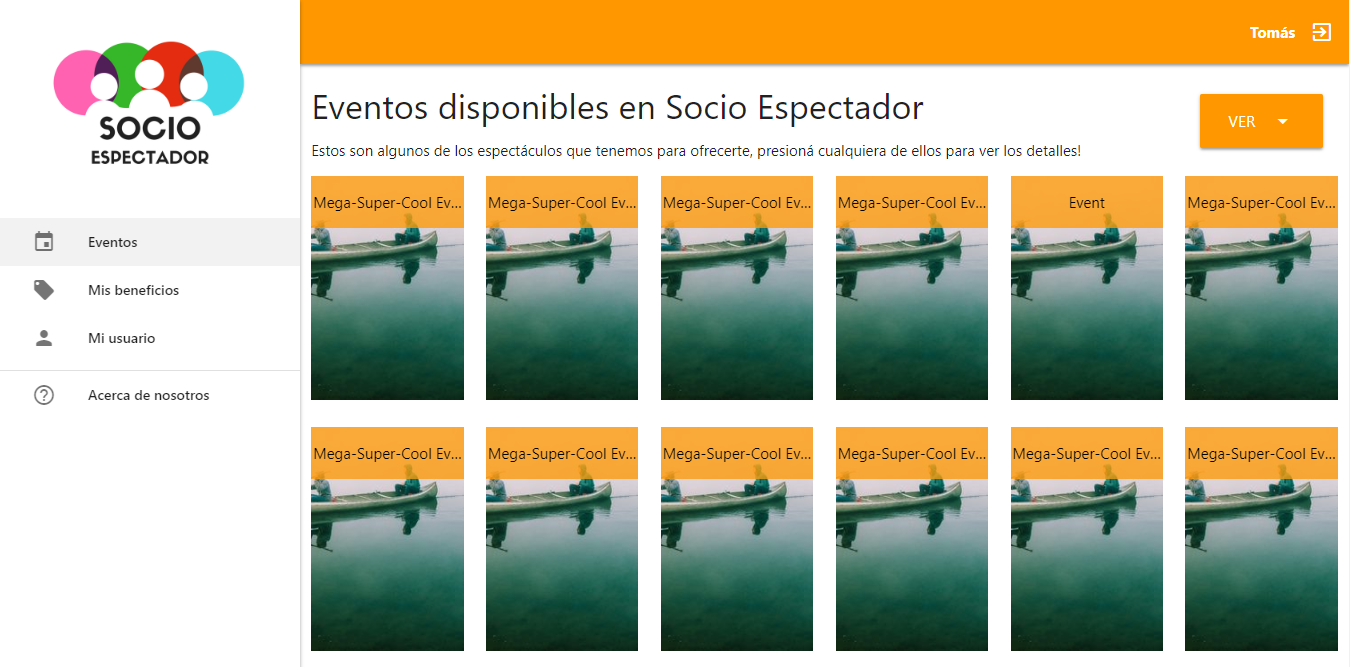 SOCIO
ESPECTADOR
Eventos
Mis beneficios
Mi usuario
Acerca de nosotros
Tomás
Eventos disponibles en Socio Espectador
VER
Estos son algunos de los espectáculos que tenemos para ofrecerte, presioná cualquiera de ellos para ver los detalles!
Mega-Super-Cool Ev...
Mega-Super-Cool Ev...
Mega-Super-Cool Ev...
Mega-Super-Cool Ev...
Event
Mega-Super-Cool Ev...
Mega-Super-Cool Ev...
Mega-Super-Cool Ev...
Mega-Super-Cool Ev...
Mega-Super-Cool Ev...
Mega-Super-Cool Ev...
Mega-Super-Cool Ev...